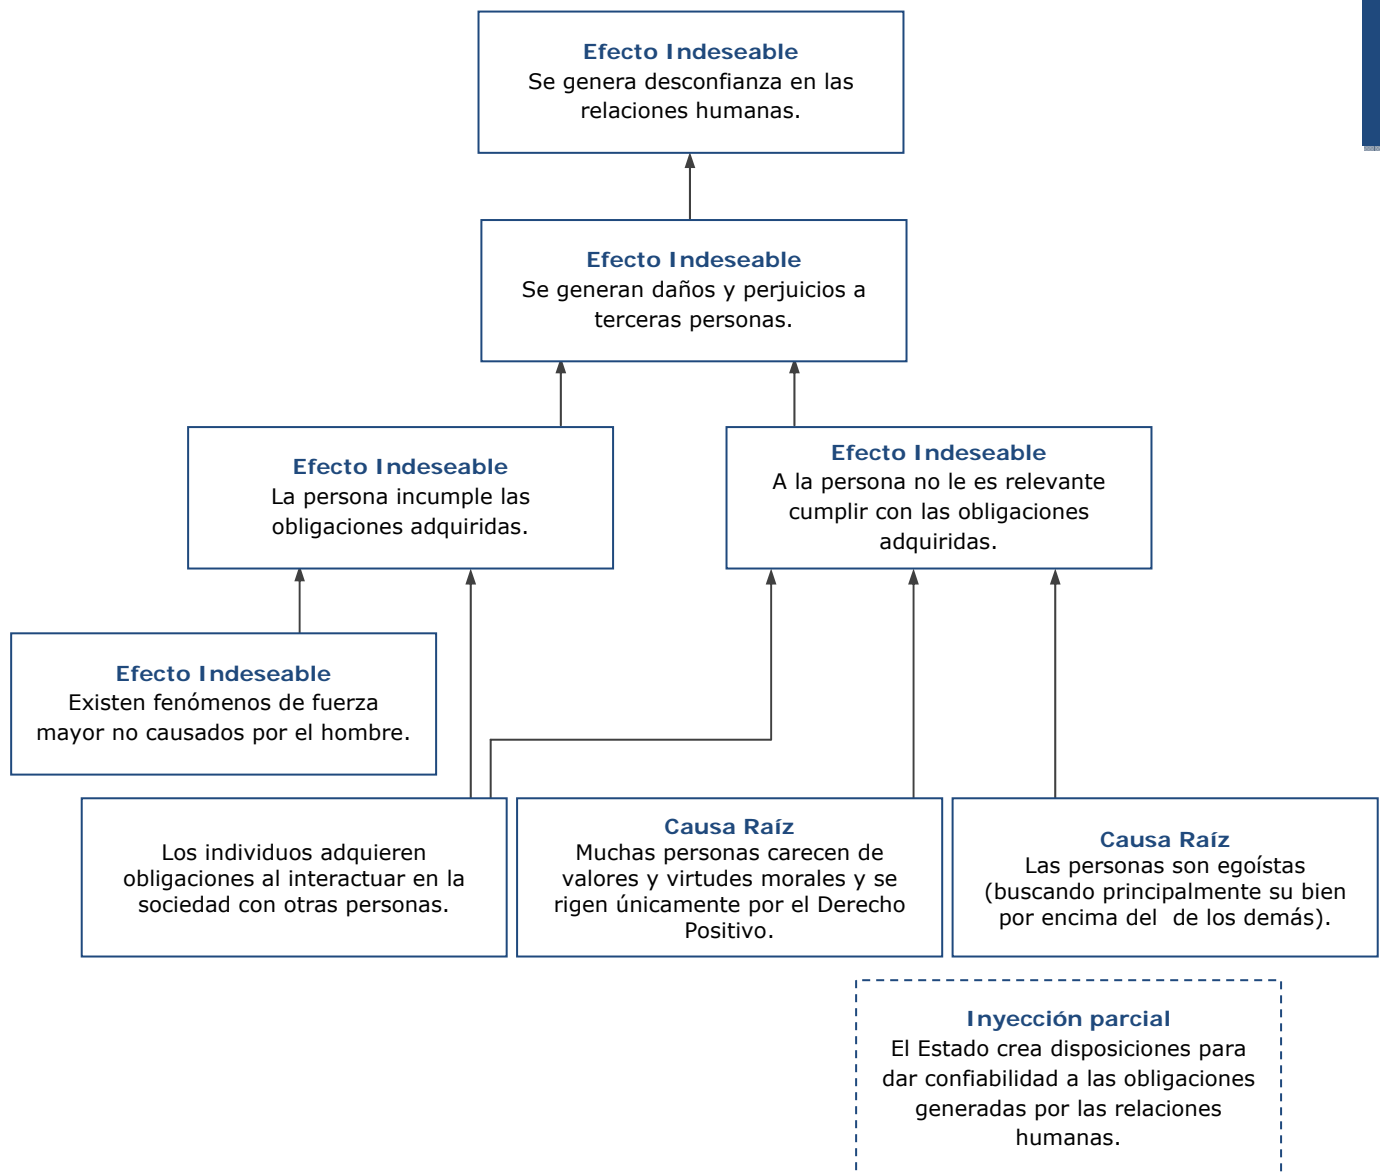 Efecto Indeseable
Se genera desconfianza en las
relaciones humanas.
Efecto Indeseable
Se generan daños y perjuicios a
terceras personas.
Efecto Indeseable
La persona incumple las
obligaciones adquiridas.
Efecto Indeseable
A la persona no le es relevante
cumplir con las obligaciones
adquiridas.
Efecto Indeseable
Existen fenómenos de fuerza
mayor no causados por el hombre.
Los individuos adquieren
obligaciones al interactuar en la
sociedad con otras personas.
Causa Raíz
Muchas personas carecen de
valores y virtudes morales y se
rigen únicamente por el Derecho
Positivo.
Causa Raíz
Las personas son egoístas
(buscando principalmente su bien
por encima del  de los demás).
Inyección parcial
El Estado crea disposiciones para
dar confiabilidad a las obligaciones
generadas por las relaciones
humanas.